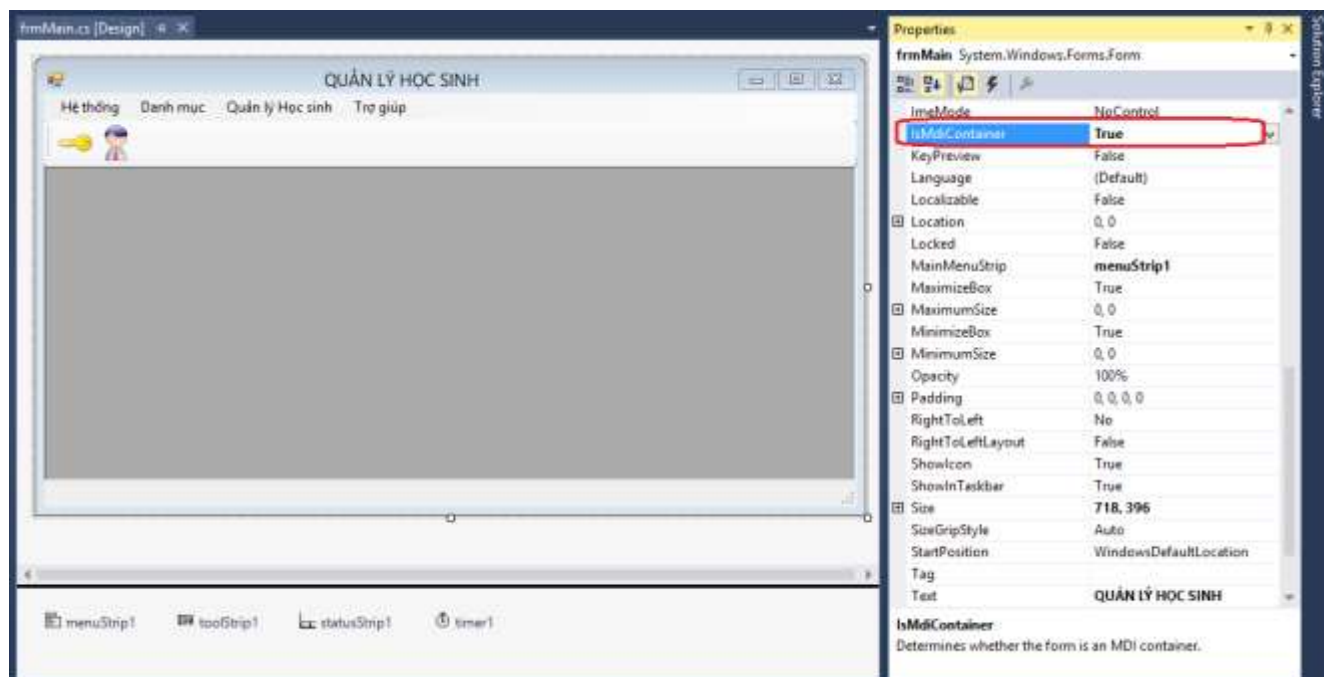 frmMain.cs [Design]
QUẢN LÝ HỌC SINH
Hệ thống Danh mục Quản lý Học sinh Trợ giúp
menuStrip1 toolStrip1 statusStrip1 timer1
Properties
frmMain System.Windows.Forms.Form
ImeMode NoControl
IsMdiContainer True
KeyPreview False
Language (Default)
Localizable False
Location 0, 0
Locked False
MainMenuStrip menuStrip1
MaximizeBox True
MaximumSize 0, 0
MinimizeBox True
MinimumSize 0, 0
Opacity 100%
Padding 0, 0, 0, 0
RightToLeft No
RightToLeftLayout False
ShowIcon True
ShowInTaskbar True
Size 718, 396
SizeGripStyle Auto
StartPosition WindowsDefaultLocation
Tag
Text QUẢN LÝ HỌC SINH
IsMdiContainer
Determines whether the form is an MDI container.
Solution Explorer